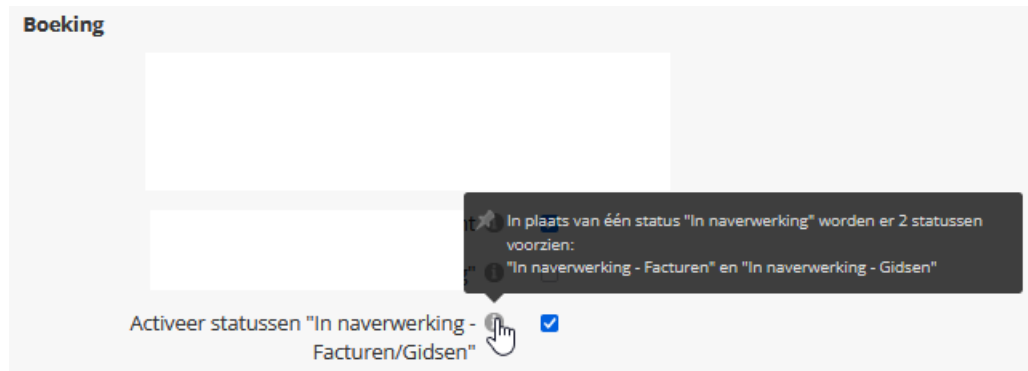 Boeking
In plaats van één status "In naverwerking" worden er 2 statussen
voorzien:
"In naverwerking - Facturen" en "In naverwerking - Gidsen"
Activeer statussen "In naverwerking -
Facturen/Gidsen"